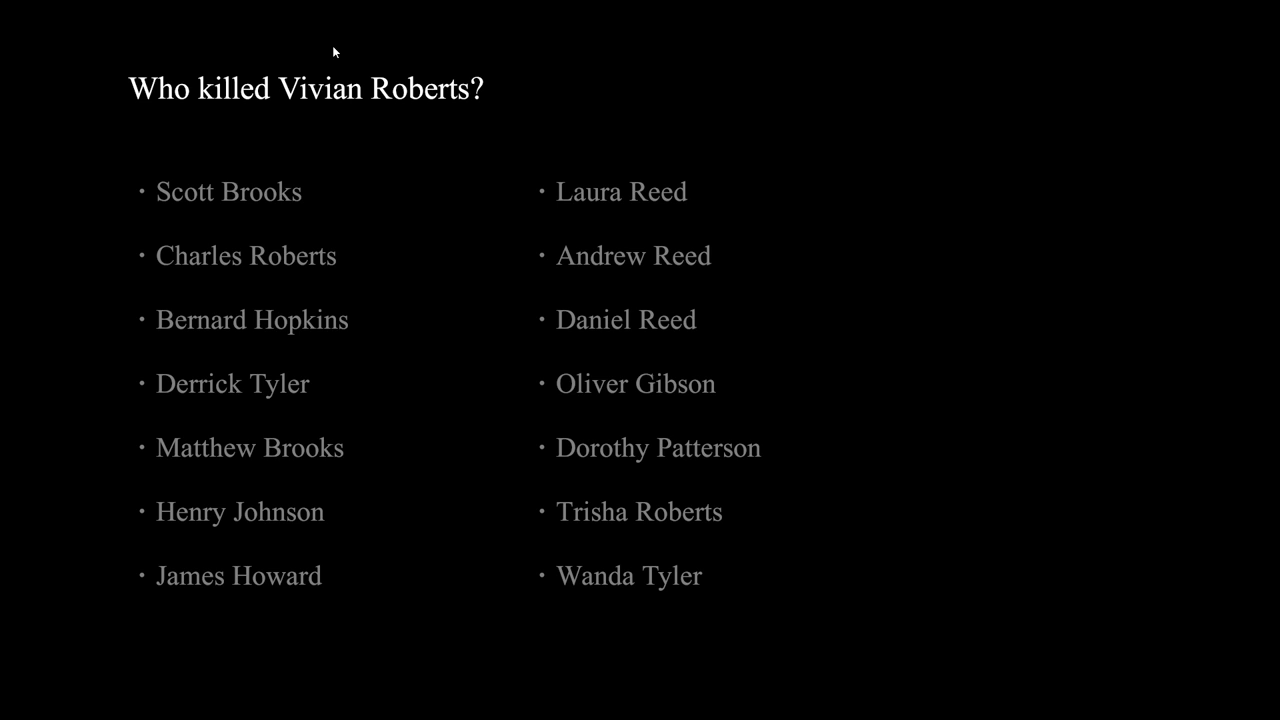 Who killed Vivian Roberts?
・Scott Brooks
・Charles Roberts
・Bernard Hopkins
・Derrick Tyler
・Matthew Brooks
・Henry Johnson
・James Howard
・Laura Reed
・Andrew Reed
・Daniel Reed
・Oliver Gibson
・Dorothy Patterson
・Trisha Roberts
・Wanda Tyler